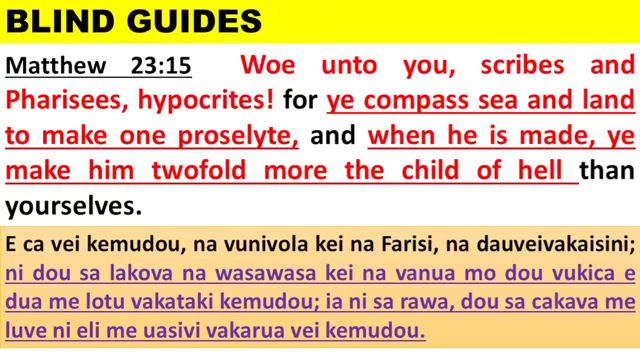 BLIND GUIDES
Matthew 23:15 Woe unto you, scribes and
Pharisees, hypocrites! for ye compass sea and land
to make one proselyte, and when he is made, ye
make him twofold more the child of hell than
yourselves.
E ca vei kemudou, na vunivola kei na Farisi, na dauveivakaisini;
ni dou sa lakova na wasawasa kei na vanua mo dou vukica e
dua me lotu vakataki kemudou; ia ni sa rawa, dou sa cakava me
luve ni eli me uasivi vakarua vei kemudou.